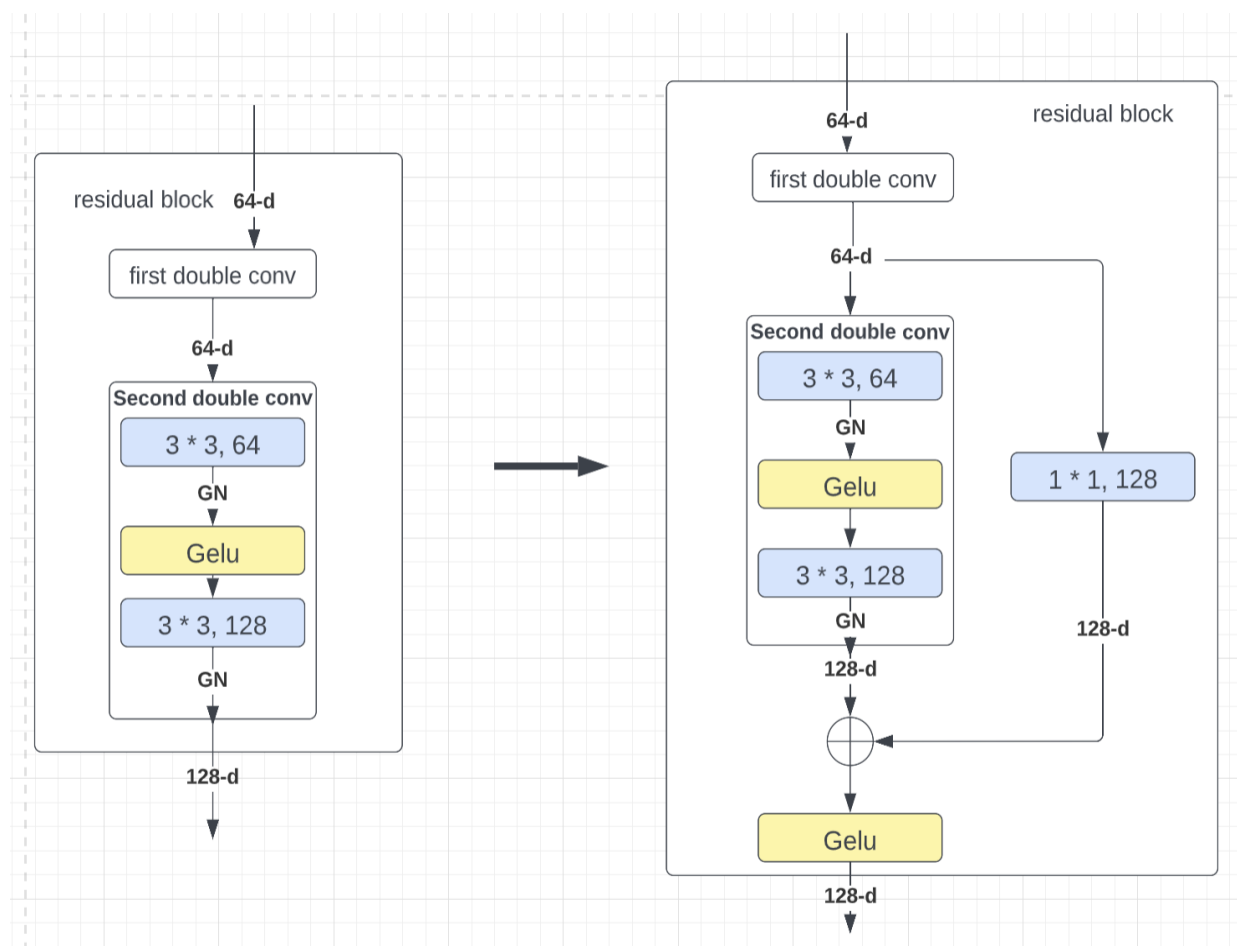 residual block
64-d
first double conv
64-d
Second double conv
3 * 3, 64
GN
Gelu
3 * 3, 128
GN
128-d
residual block
64-d
first double conv
64-d
Second double conv
3 * 3, 64
GN
Gelu
3 * 3, 128
GN
128-d
1 * 1, 128
128-d
Gelu
128-d